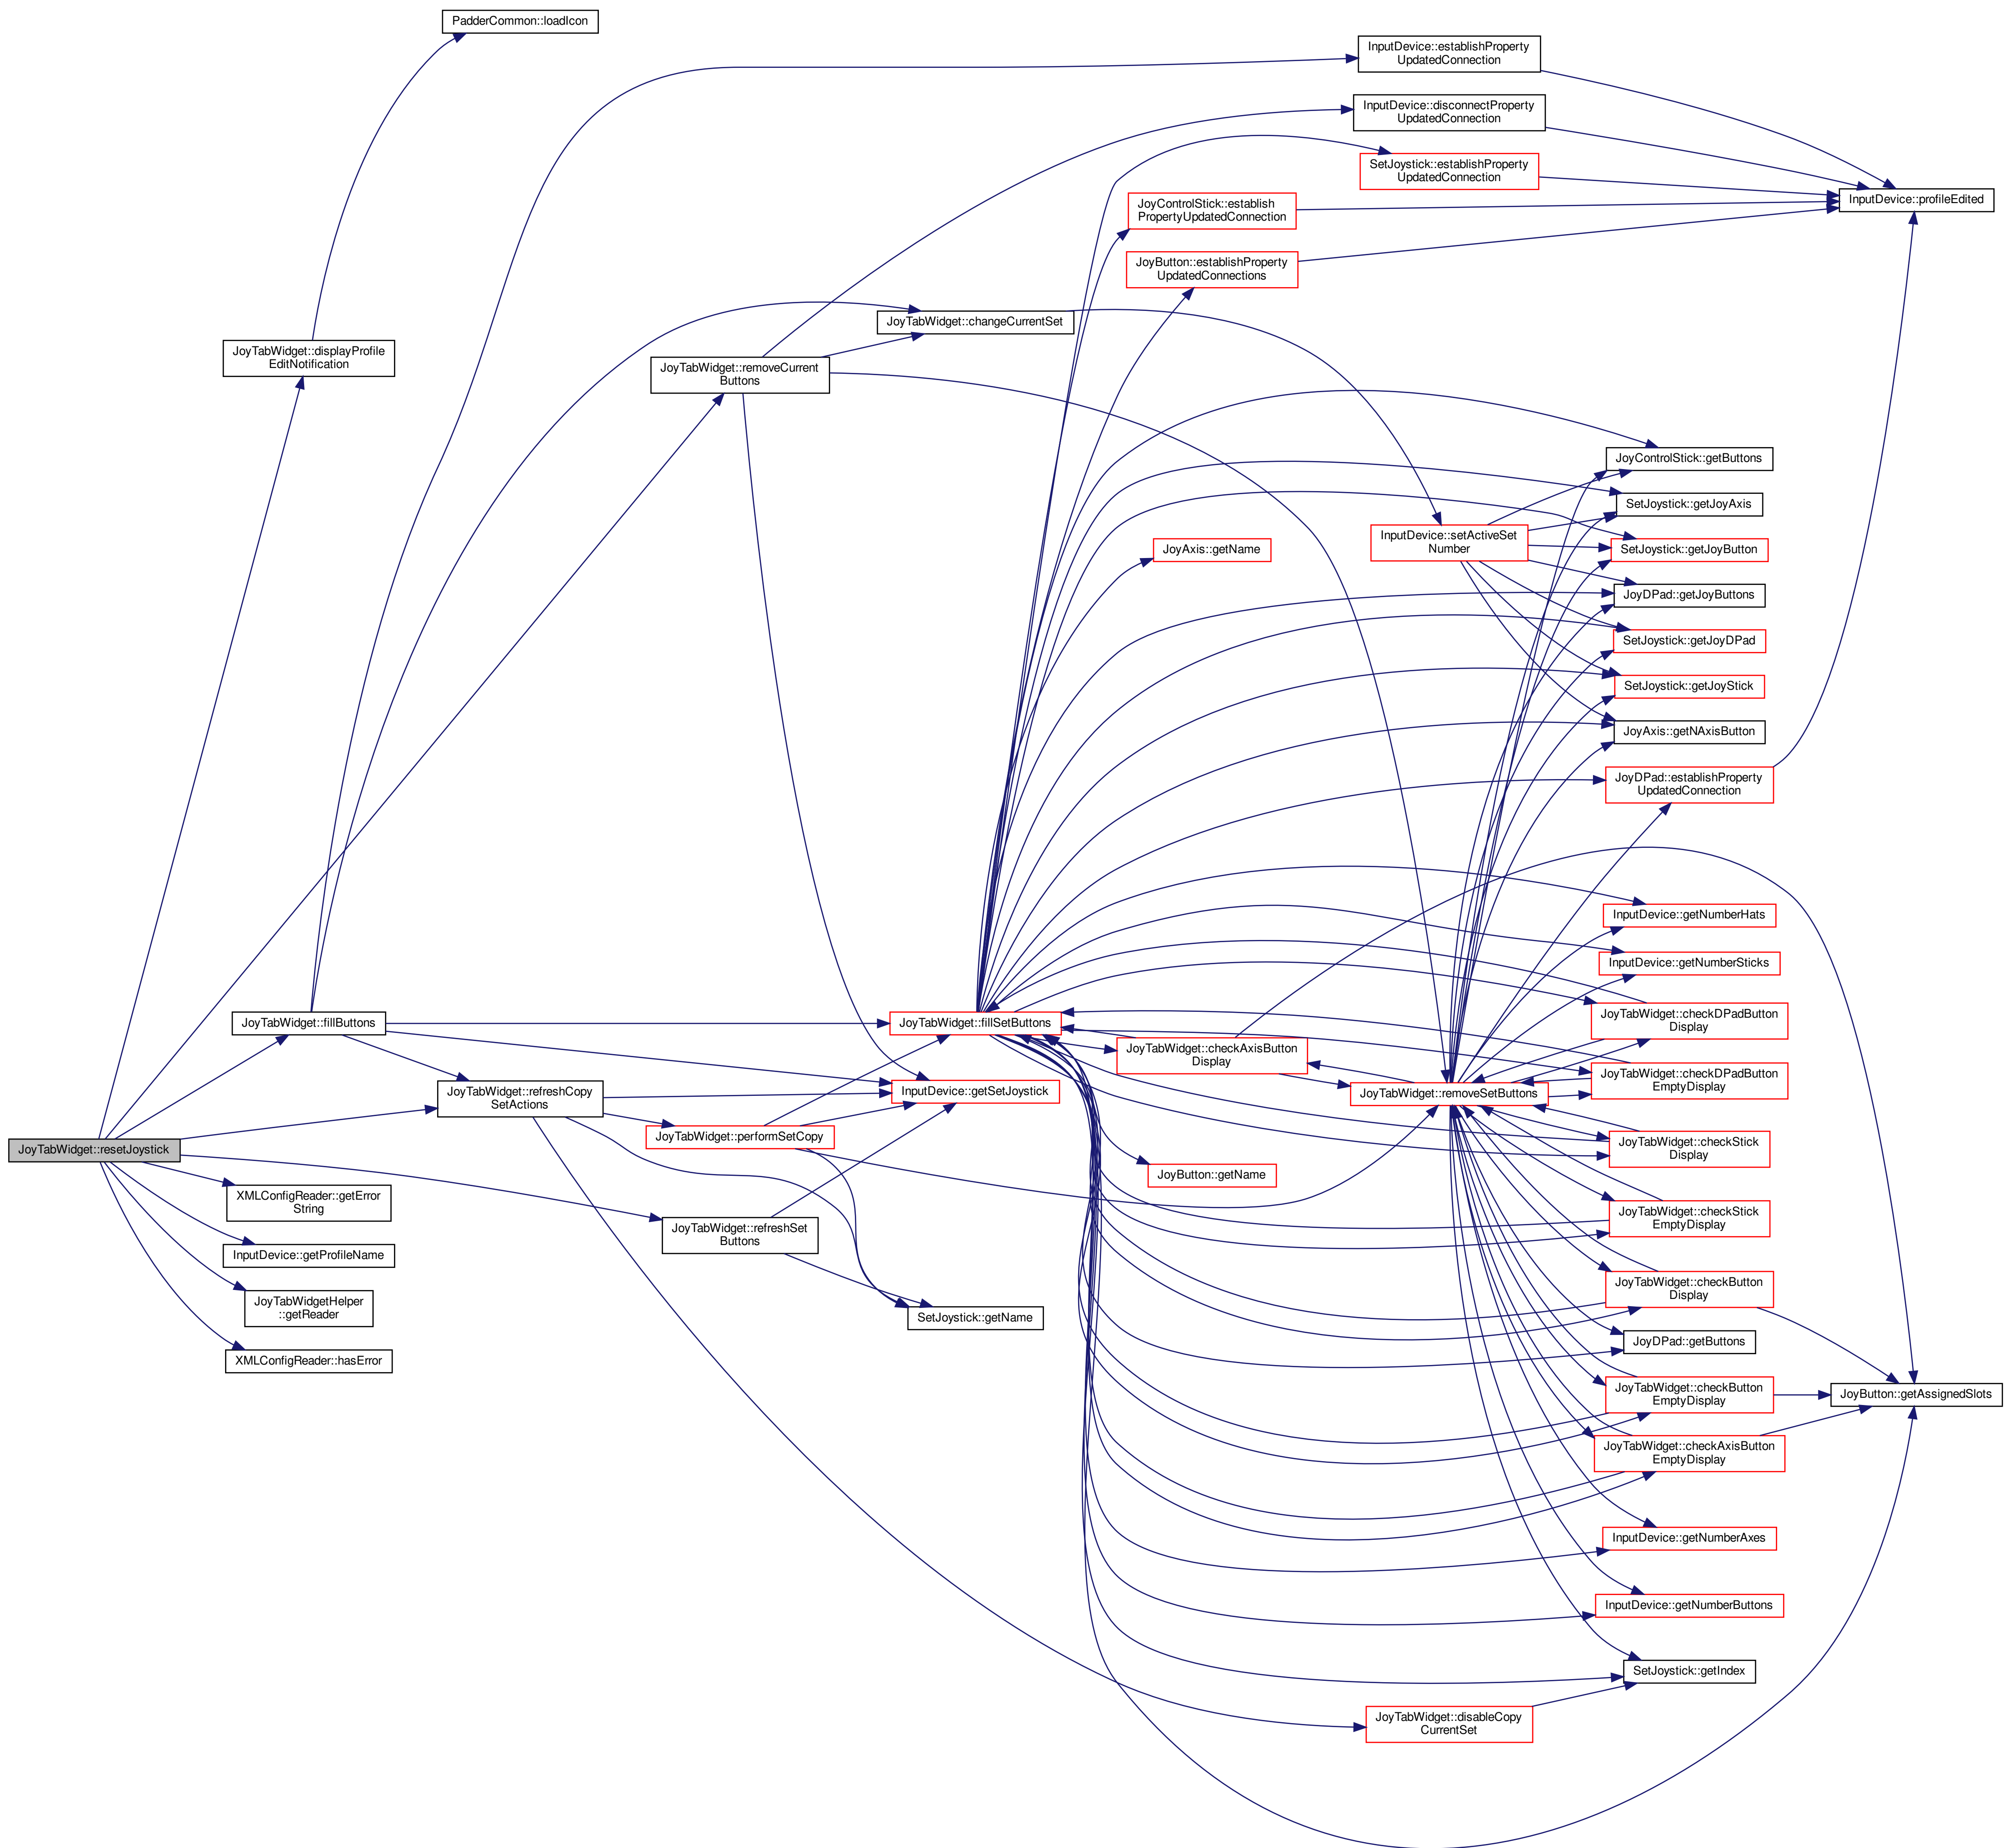 PadderCommon::loadIcon
InputDevice::establishProperty
UpdatedConnection
InputDevice::disconnectProperty
UpdatedConnection
SetJoystick::establishProperty
UpdatedConnection
InputDevice::profileEdited
JoyControlStick::establish
PropertyUpdatedConnection
JoyButton::establishProperty
UpdatedConnections
JoyTabWidget::changeCurrentSet
JoyTabWidget::displayProfile
EditNotification
JoyTabWidget::removeCurrent
Buttons
JoyControlStick::getButtons
SetJoystick::getJoyAxis
InputDevice::setActiveSet
Number
JoyAxis::getName
SetJoystick::getJoyButton
JoyDPad::getJoyButtons
SetJoystick::getJoyDPad
SetJoystick::getJoyStick
JoyAxis::getNAxisButton
JoyDPad::establishProperty
UpdatedConnection
InputDevice::getNumberHats
InputDevice::getNumberSticks
JoyTabWidget::fillButtons
JoyTabWidget::fillSetButtons
JoyTabWidget::checkDPadButton
Display
JoyTabWidget::checkAxisButton
Display
JoyTabWidget::checkDPadButton
EmptyDisplay
JoyTabWidget::refreshCopy
SetActions
InputDevice::getSetJoystick
JoyTabWidget::removeSetButtons
JoyTabWidget::performSetCopy
JoyTabWidget::resetJoystick
JoyTabWidget::checkStick
Display
JoyButton::getName
XMLConfigReader::getError
String
JoyTabWidget::checkStick
EmptyDisplay
JoyTabWidget::refreshSet
Buttons
InputDevice::getProfileName
JoyTabWidget::checkButton
Display
JoyTabWidgetHelper
::getReader
SetJoystick::getName
JoyDPad::getButtons
XMLConfigReader::hasError
JoyTabWidget::checkButton
EmptyDisplay
JoyButton::getAssignedSlots
JoyTabWidget::checkAxisButton
EmptyDisplay
InputDevice::getNumberAxes
InputDevice::getNumberButtons
SetJoystick::getIndex
JoyTabWidget::disableCopy
CurrentSet